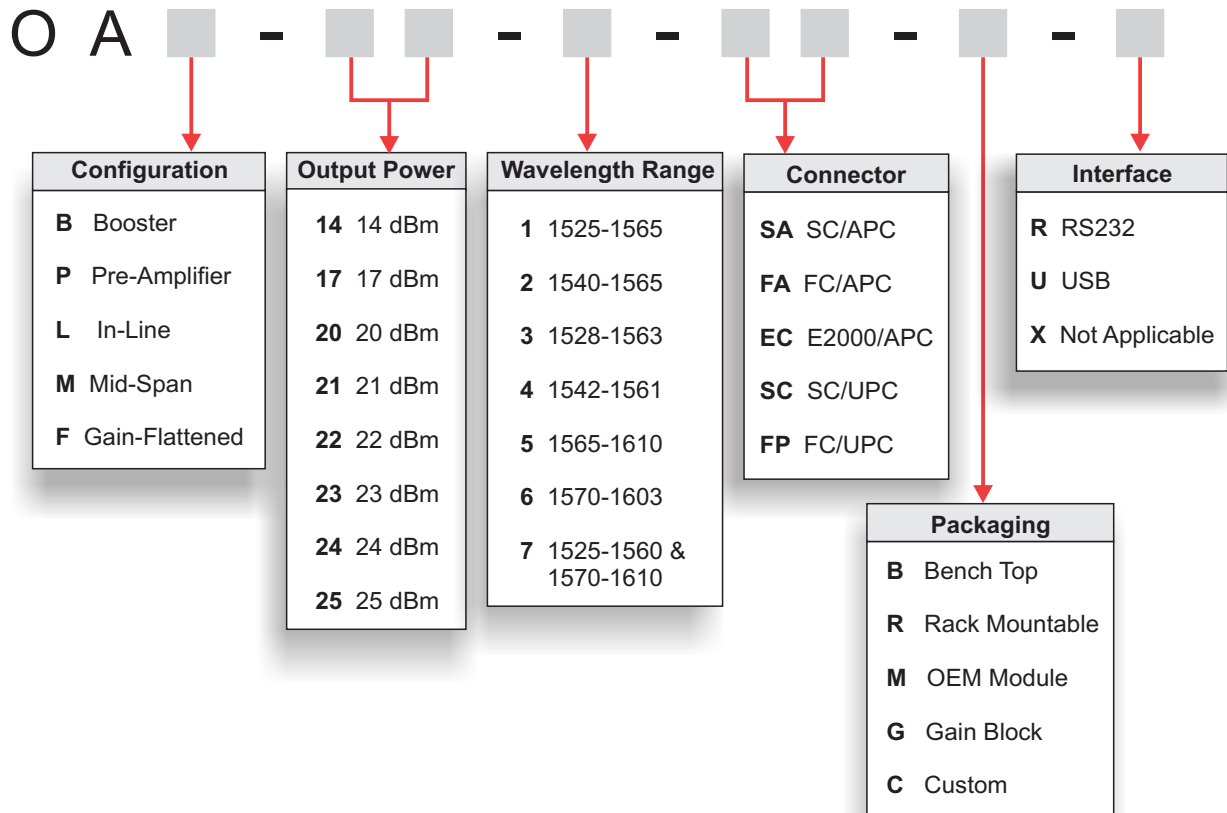 O A - - - - -
Configuration
B Booster
P Pre-Amplifier
L In-Line
M Mid-Span
F Gain-Flattened
Output Power
14 14 dBm
17 17 dBm
20 20 dBm
21 21 dBm
22 22 dBm
23 23 dBm
24 24 dBm
25 25 dBm
Wavelength Range
1 1525-1565
2 1540-1565
3 1528-1563
4 1542-1561
5 1565-1610
6 1570-1603
7 1525-1560 &
1570-1610
Connector
SA SC/APC
FA FC/APC
EC E2000/APC
SC SC/UPC
FP FC/UPC
Packaging
B Bench Top
R Rack Mountable
M OEM Module
G Gain Block
C Custom
Interface
R RS232
U USB
X Not Applicable